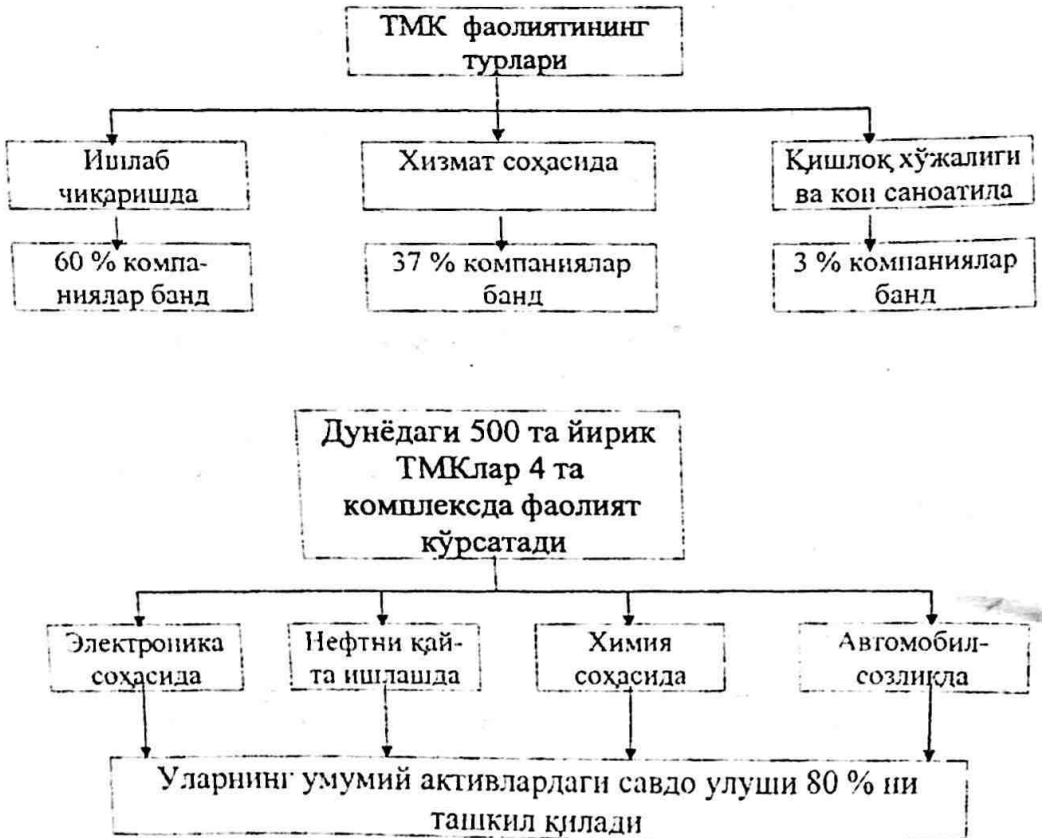 ТМК фаолиятининг
турлари
Ишлаб
чиқаришда
Хизмат соҳасида
Қишлоқ хўжалиги
ва кон саноатида
60 % компа-
ниялар банд
37 % компаниялар
банд
3 % компаниялар
банд
Дунёдаги 500 та йирик
ТМКлар 4 та
комплексда фаолият
кўрсатади
Электроника
соҳасида
Нефтни қай-
та ишлашда
Химия
соҳасида
Автомобил-
созликда
Уларнинг умумий активлардаги савдо улуши 80 % ни
ташкил қилади